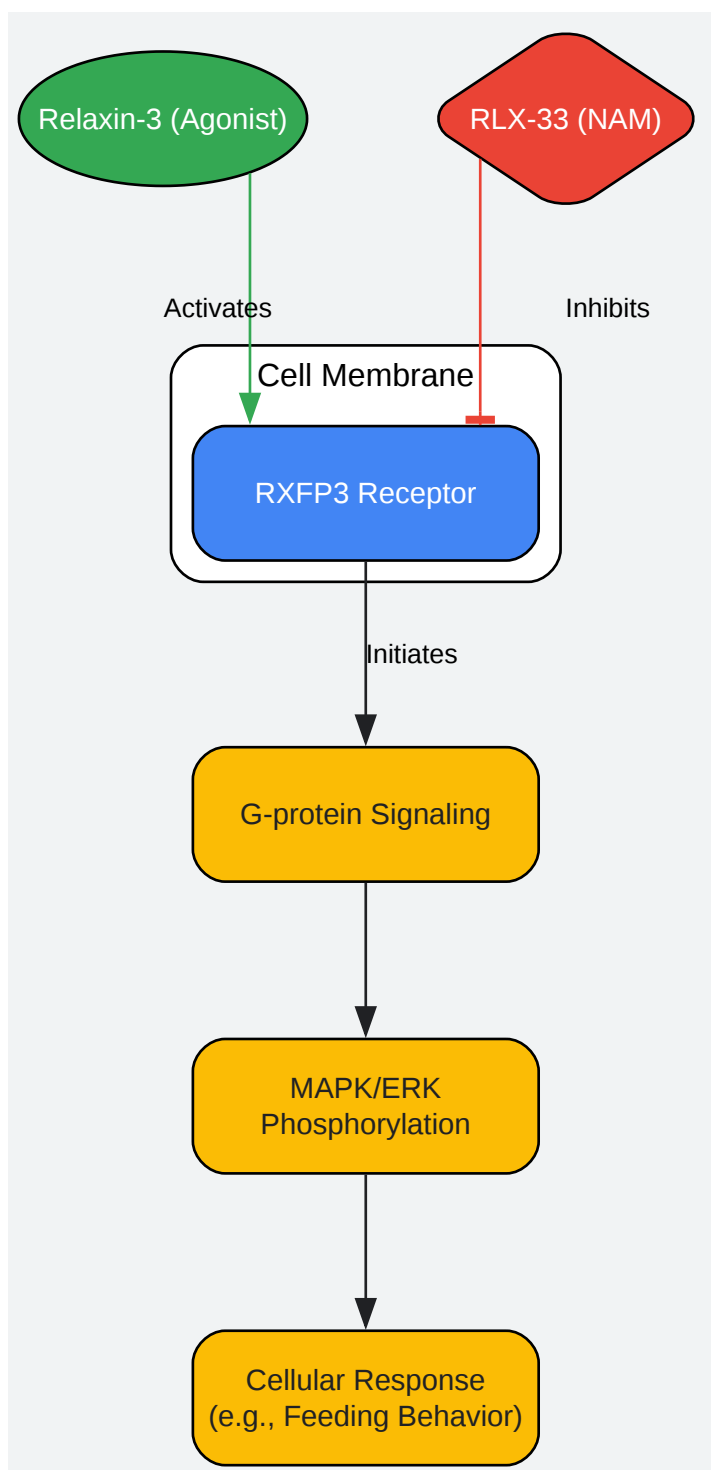 Relaxin-3 (Agonist)
RLX-33 (NAM)
Activates
Inhibits
Cell Membrane
RXFP3 Receptor
Initiates
G-protein Signaling
MAPK/ERK
Phosphorylation
Cellular Response
(e.g., Feeding Behavior)